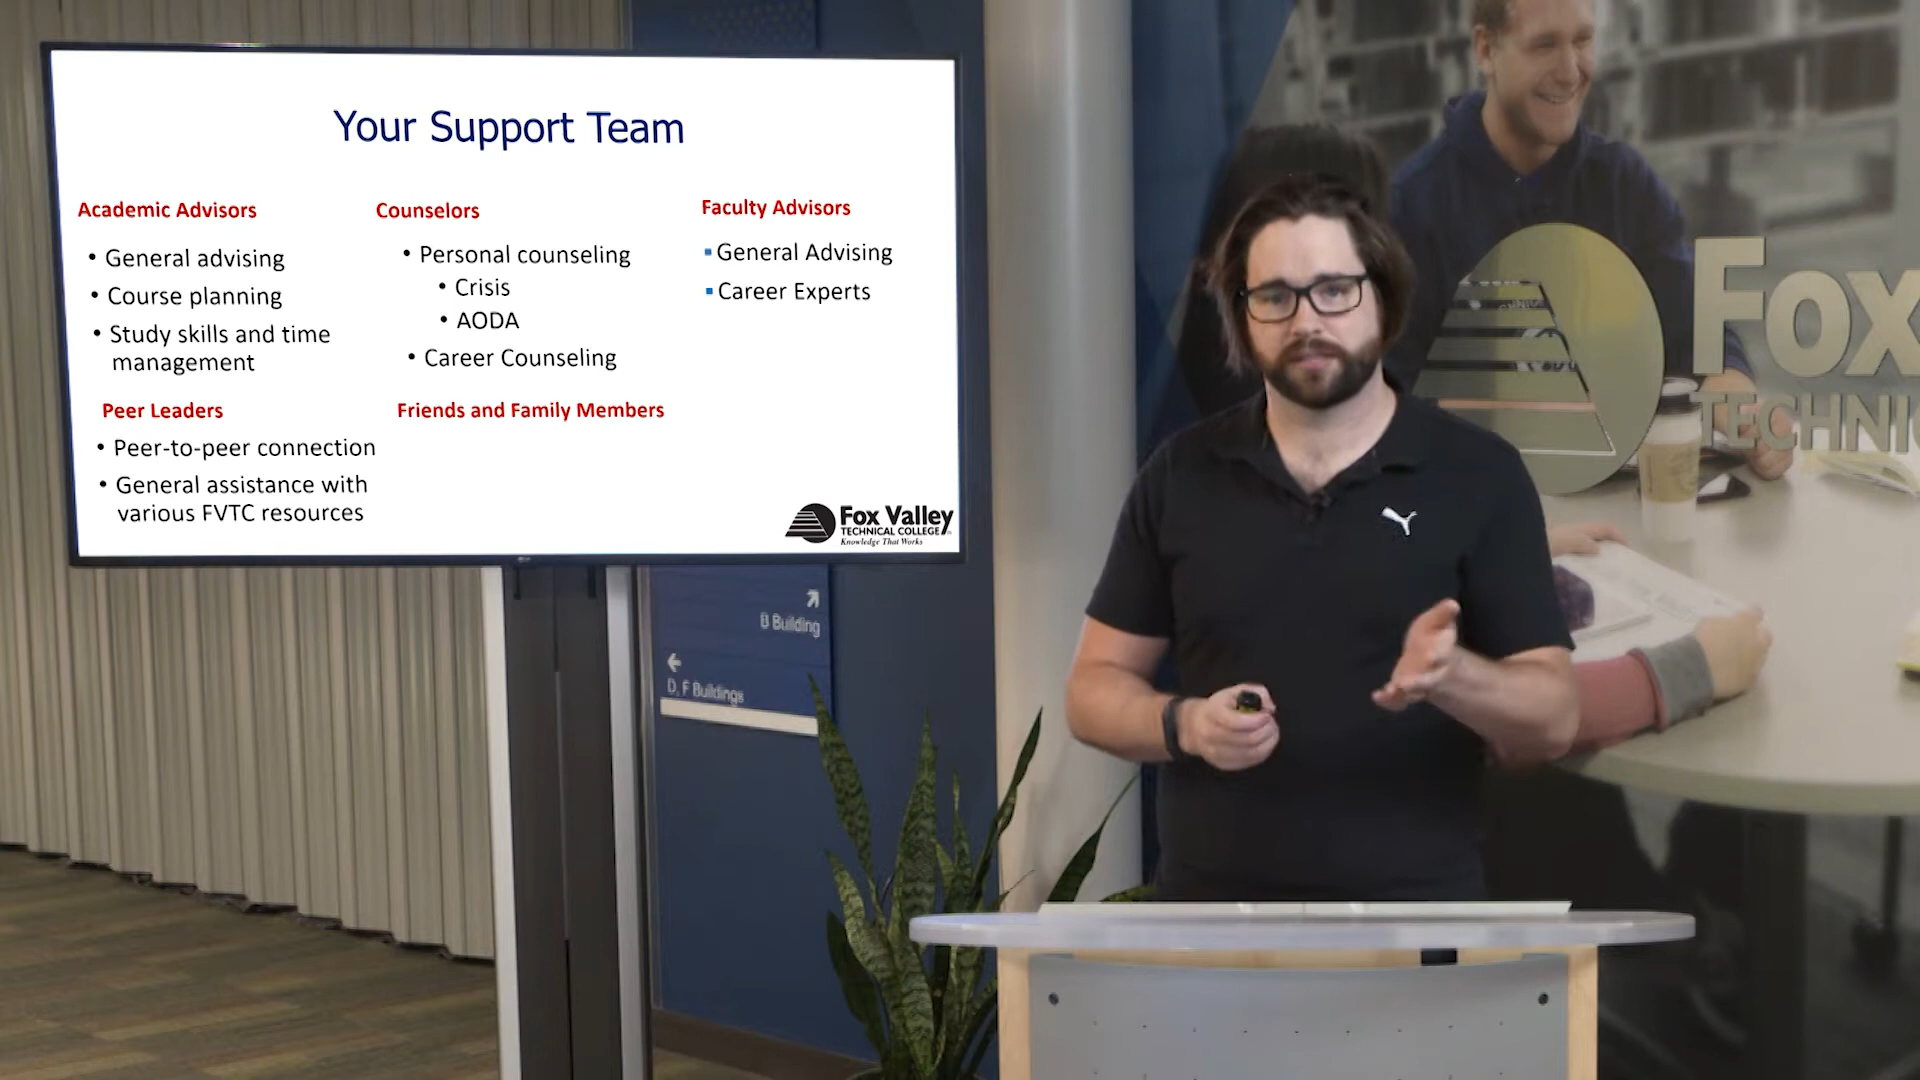 Your Support Team
Academic Advisors
• General advising
• Course planning
• Study skills and time
management
Counselors
• Personal counseling
• Crisis
• AODA
• Career Counseling
Faculty Advisors
▪ General Advising
▪ Career Experts
Peer Leaders
• Peer-to-peer connection
• General assistance with
various FVTC resources
Friends and Family Members
Fox Valley
TECHNICAL COLLEGE
Knowledge That Works
B Building
D, F Buildings
Fox
TECHNI